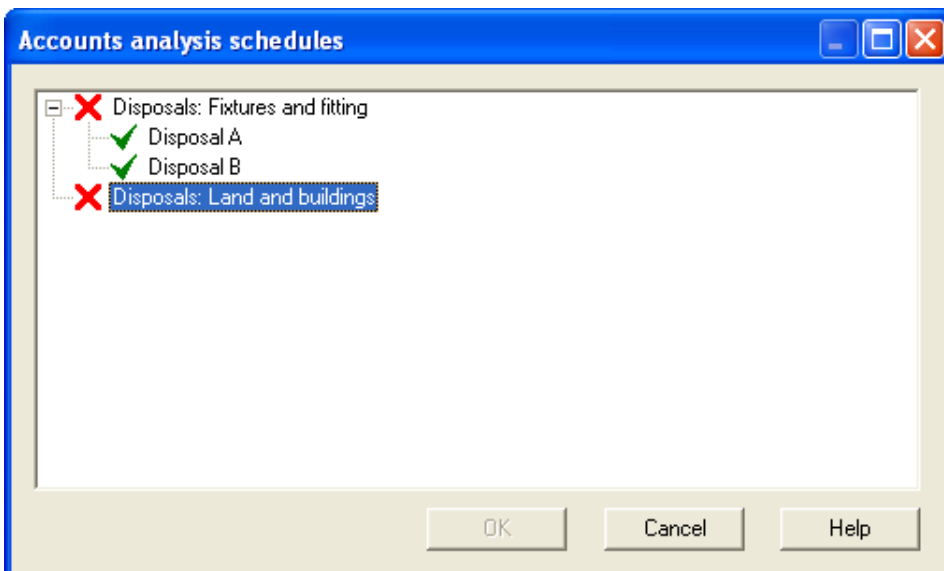 Accounts analysis schedules
Disposals: Fixtures and fitting
Disposal A
Disposal B
Disposals: Land and buildings
OK Cancel Help